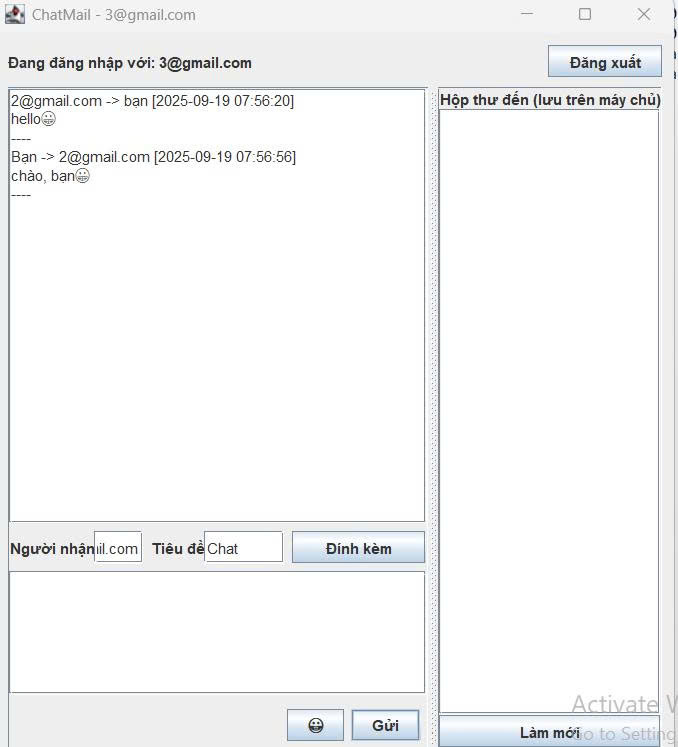 ChatMail - 3@gmail.com
Đang đăng nhập với: 3@gmail.com
Đăng xuất
2@gmail.com -> bạn [2025-09-19 07:56:20]
hello😀
----
Bạn -> 2@gmail.com [2025-09-19 07:56:56]
chào, bạn😀
----
Hộp thư đến (lưu trên máy chủ)
Người nhận il.com Tiêu đề Chat Đính kèm
😀 Gửi
Làm mới
Activate
Go to Setting